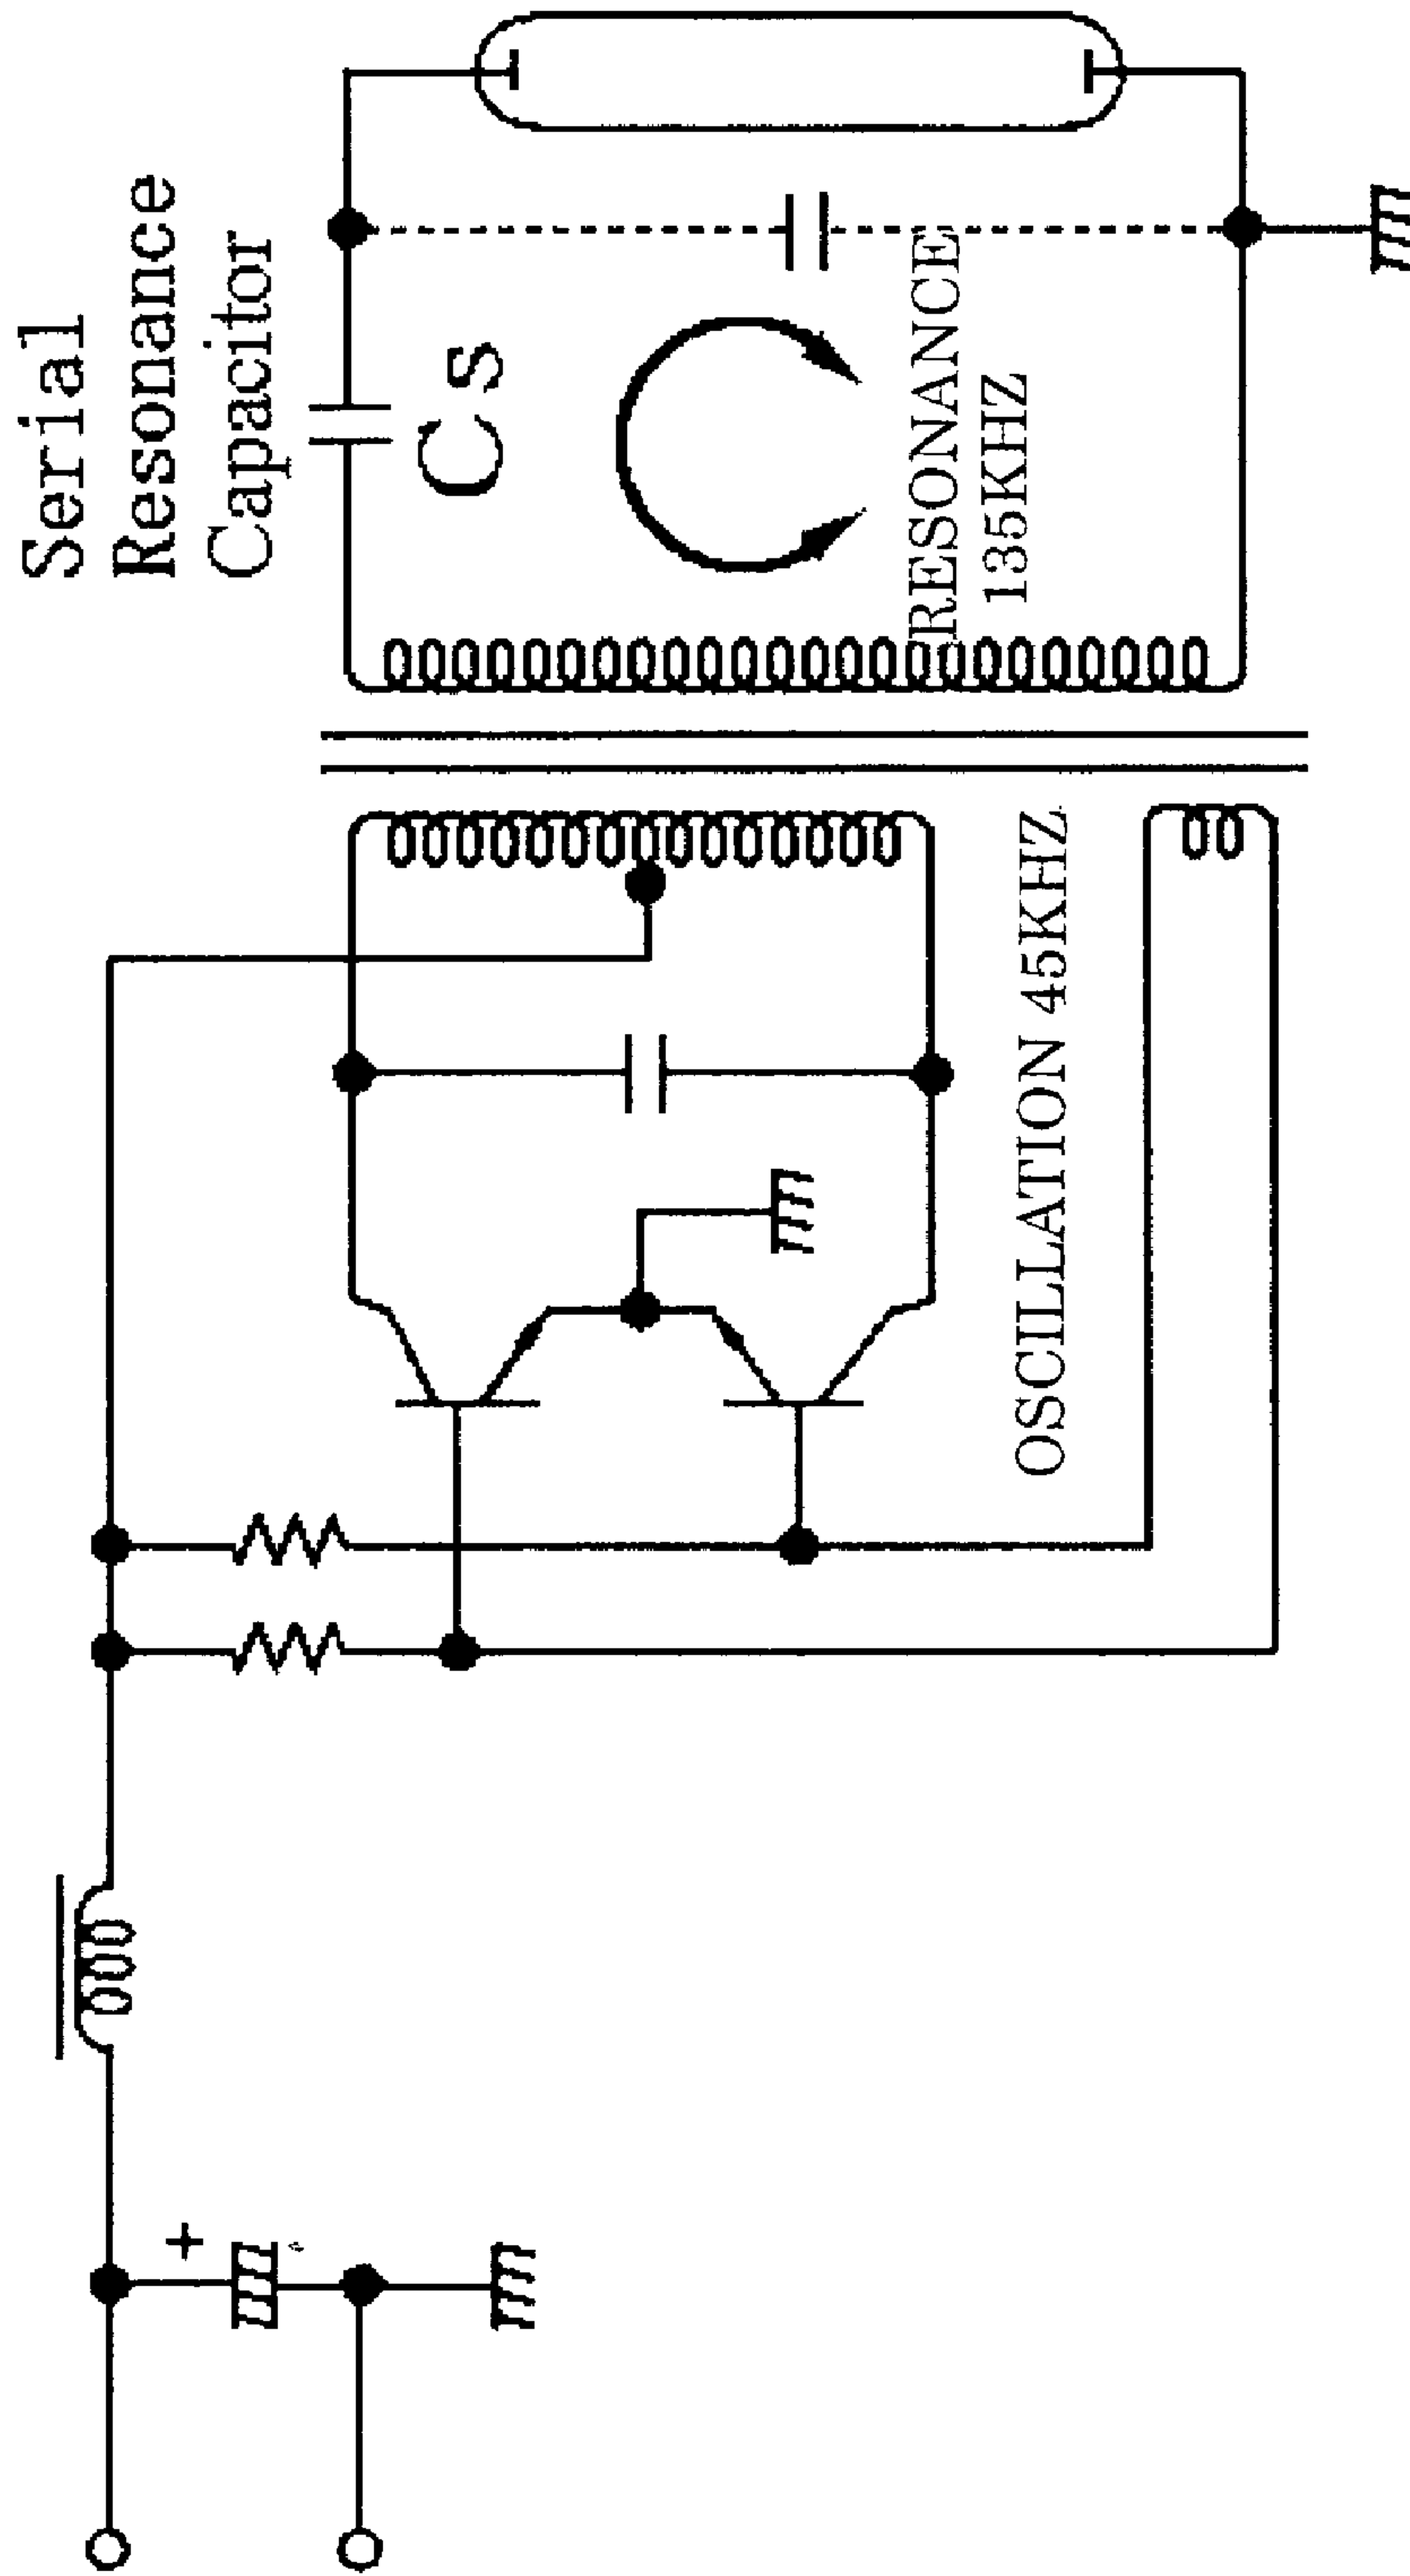 Serial
Resonance
Capacitor
Cs
RESONANCE
135KHZ
OSCILLATION 45KHZ
+